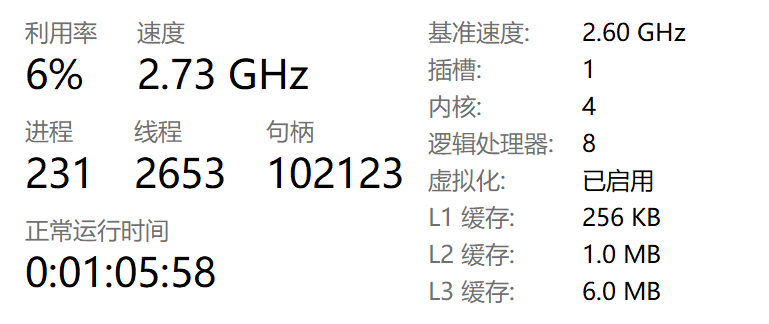 利用率 速度
6% 2.73 GHz
进程 线程 句柄
231 2653 102123
正常运行时间
0:01:05:58
基准速度: 2.60 GHz
插槽: 1
内核: 4
逻辑处理器: 8
虚拟化: 已启用
L1 缓存: 256 KB
L2 缓存: 1.0 MB
L3 缓存: 6.0 MB